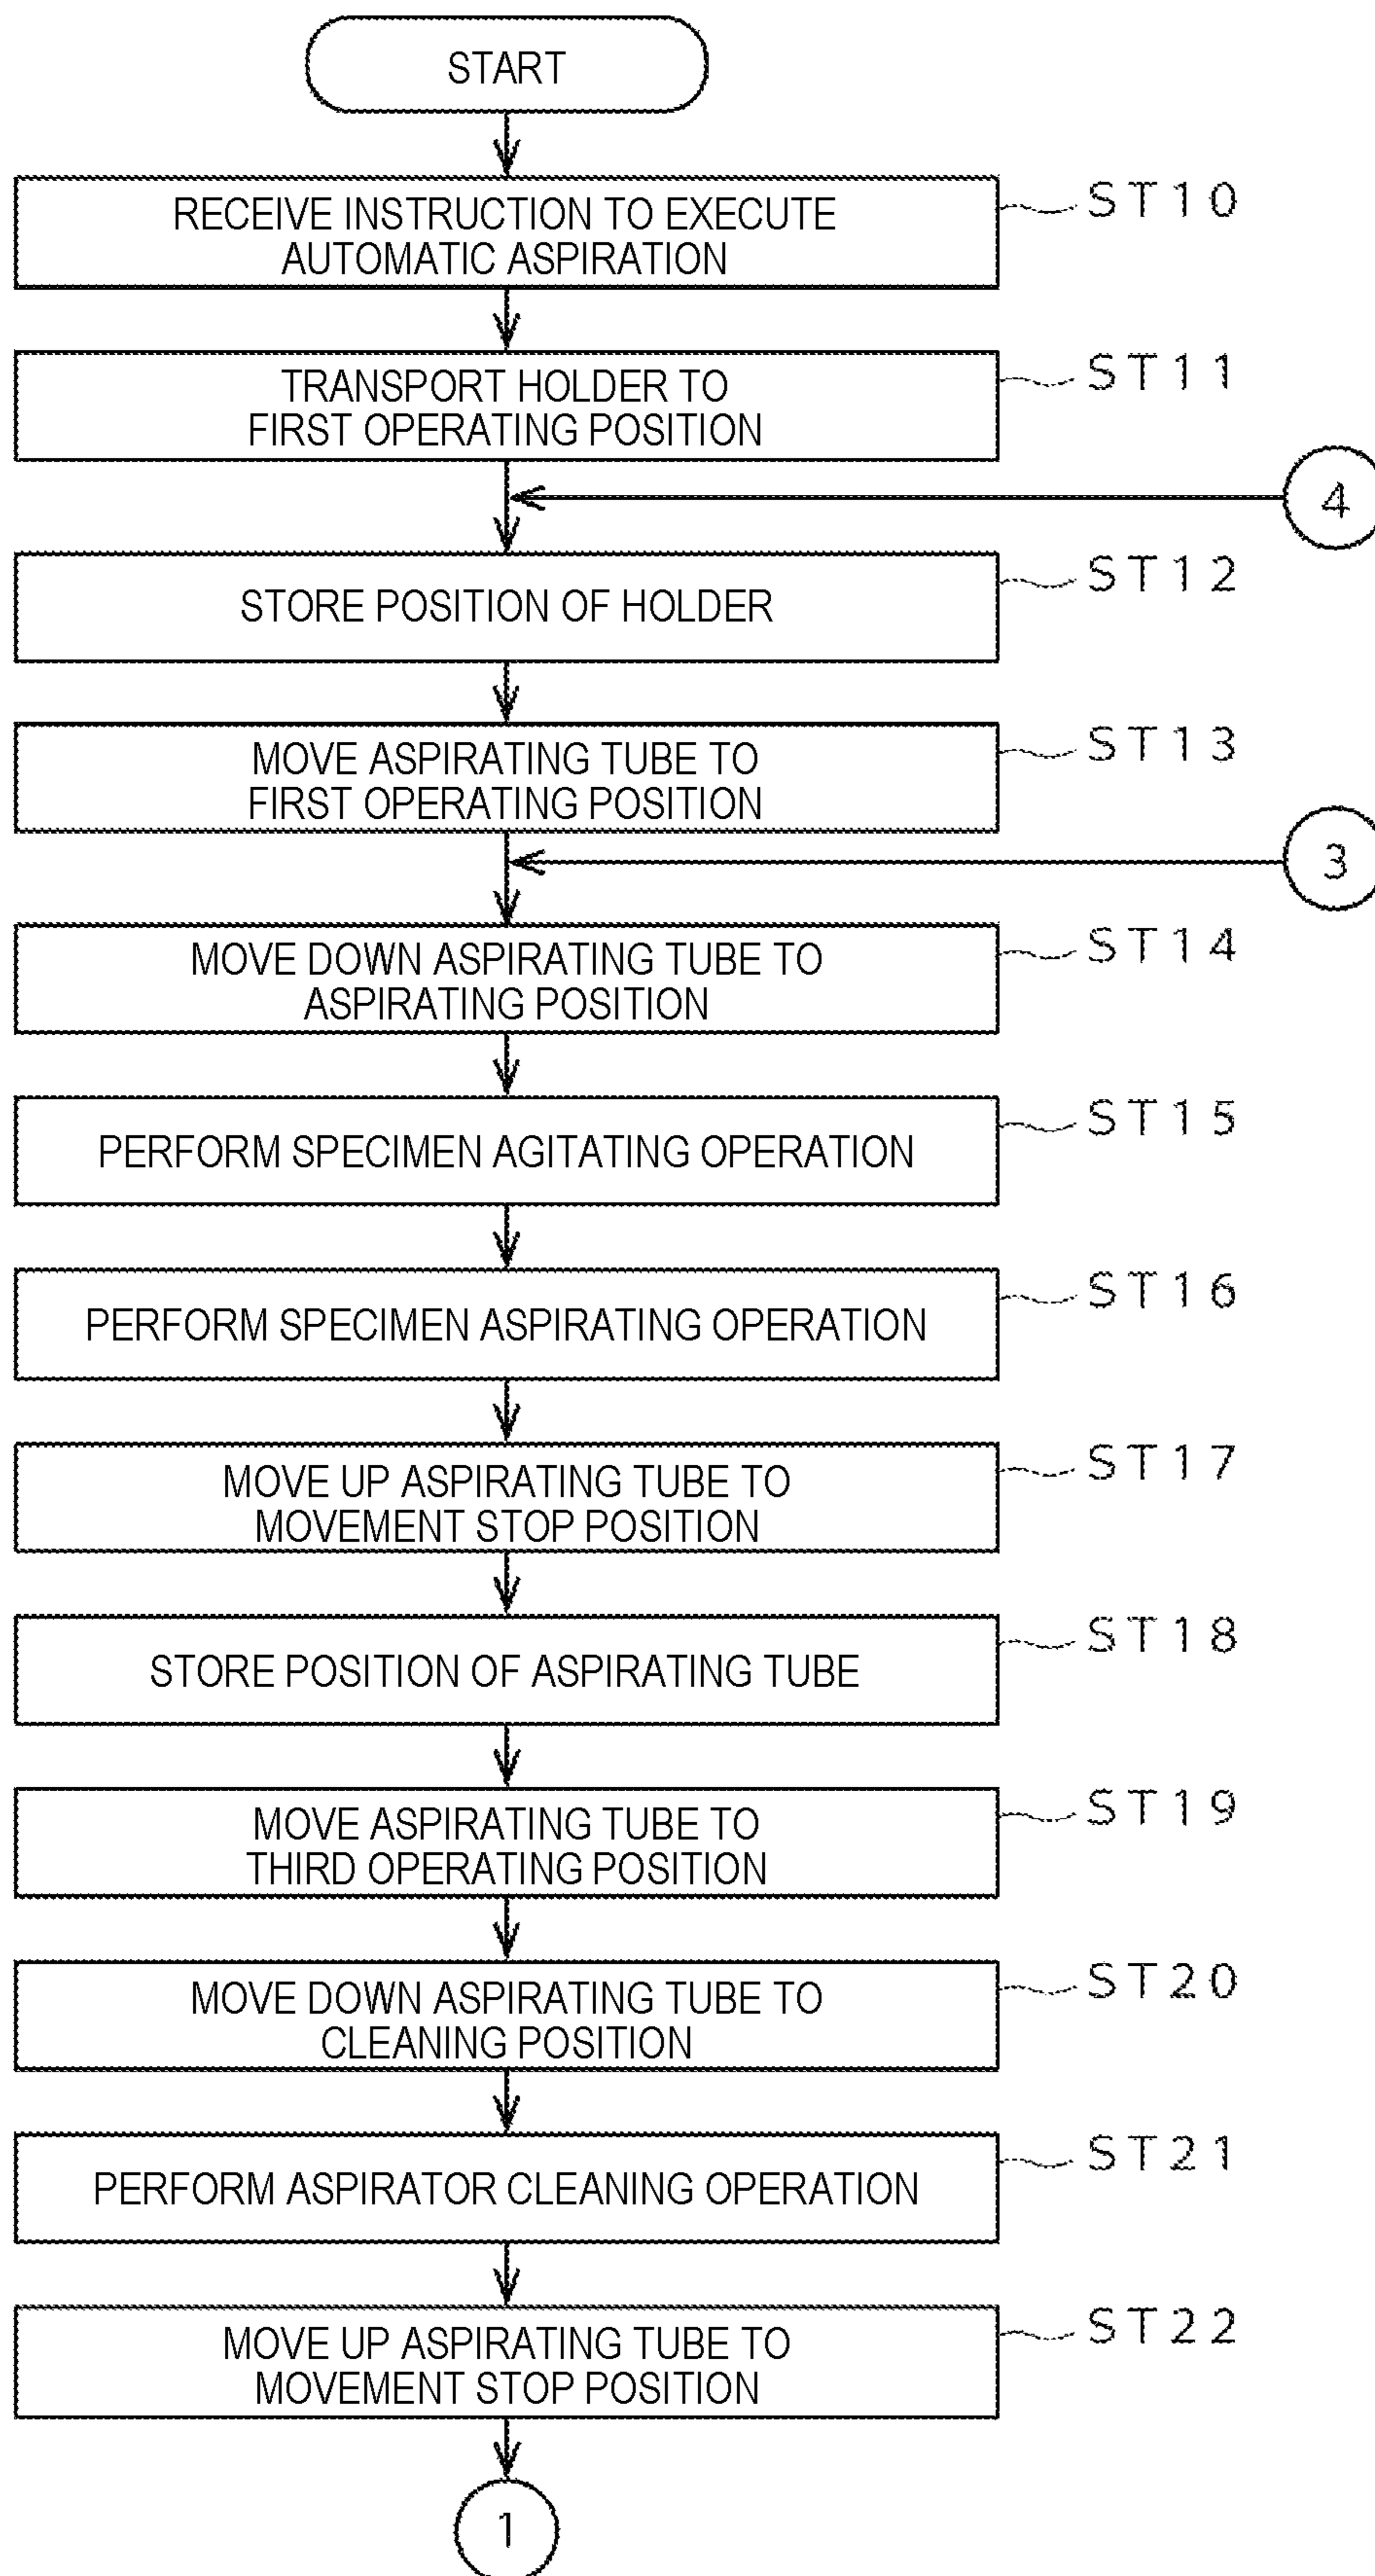 START
RECEIVE INSTRUCTION TO EXECUTE
AUTOMATIC ASPIRATION
ST10
TRANSPORT HOLDER TO
FIRST OPERATING POSITION
ST11
4
STORE POSITION OF HOLDER
ST12
MOVE ASPIRATING TUBE TO
FIRST OPERATING POSITION
ST13
3
MOVE DOWN ASPIRATING TUBE TO
ASPIRATING POSITION
ST14
PERFORM SPECIMEN AGITATING OPERATION
ST15
PERFORM SPECIMEN ASPIRATING OPERATION
ST16
MOVE UP ASPIRATING TUBE TO
MOVEMENT STOP POSITION
ST17
STORE POSITION OF ASPIRATING TUBE
ST18
MOVE ASPIRATING TUBE TO
THIRD OPERATING POSITION
ST19
MOVE DOWN ASPIRATING TUBE TO
CLEANING POSITION
ST20
PERFORM ASPIRATOR CLEANING OPERATION
ST21
MOVE UP ASPIRATING TUBE TO
MOVEMENT STOP POSITION
ST22
1